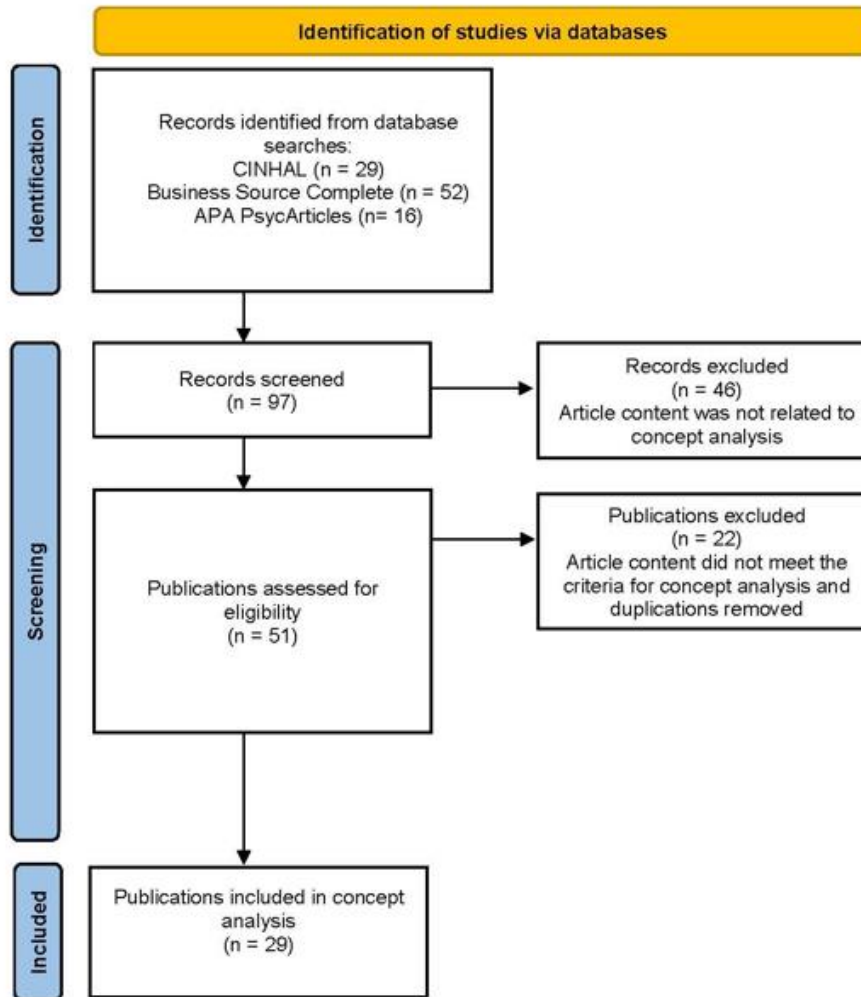 Identification of studies via databases
Identification
Records identified from database
searches:
CINHAL (n = 29)
Business Source Complete (n = 52)
APA PsycArticles (n= 16)
Screening
Records screened
(n = 97)
Records excluded
(n = 46)
Article content was not related to
concept analysis
Publications assessed for
eligibility
(n = 51)
Publications excluded
(n = 22)
Article content did not meet the
criteria for concept analysis and
duplications removed
Included
Publications included in concept
analysis
(n = 29)